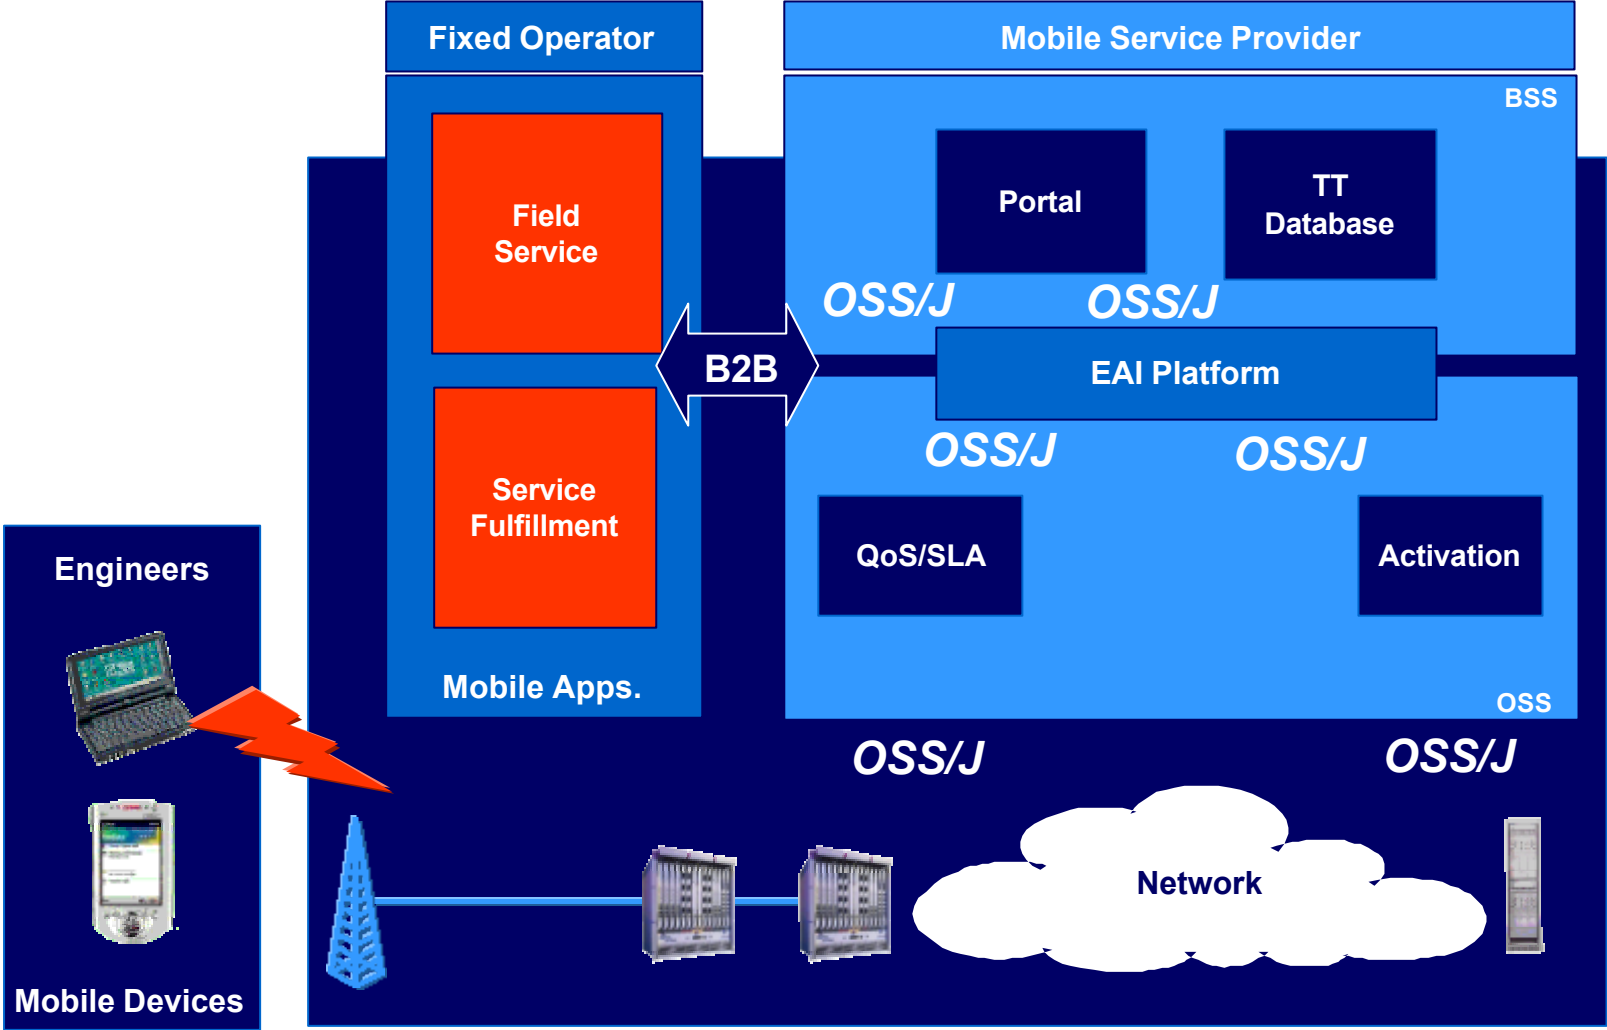 Fixed Operator
Mobile Service Provider
BSS
Field
Service
Portal
TT
Database
OSS/J
OSS/J
B2B
EAI Platform
OSS/J
OSS/J
Service
Fulfillment
QoS/SLA
Activation
Mobile Apps.
OSS
Engineers
OSS/J
OSS/J
Network
Mobile Devices